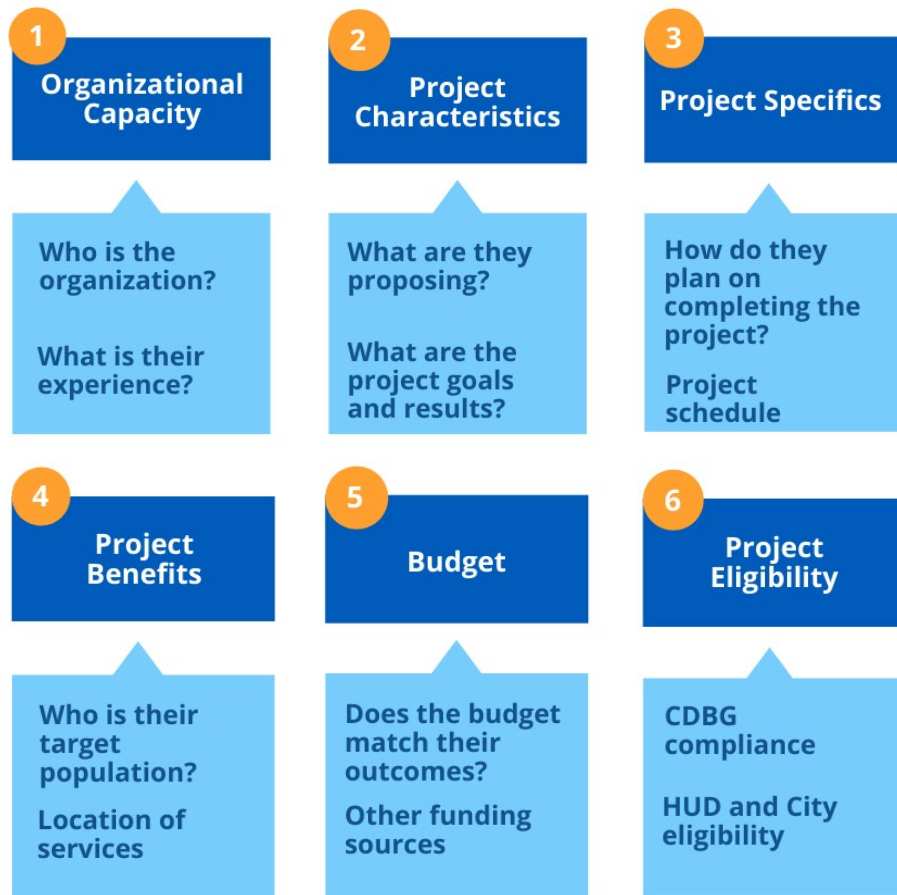 1
Organizational
Capacity
Who is the
organization?
What is their
experience?
2
Project
Characteristics
What are they
proposing?
What are the
project goals
and results?
3
Project Specifics
How do they
plan on
completing the
project?
Project
schedule
4
Project
Benefits
Who is their
target
population?
Location of
services
5
Budget
Does the budget
match their
outcomes?
Other funding
sources
6
Project
Eligibility
CDBG
compliance
HUD and City
eligibility